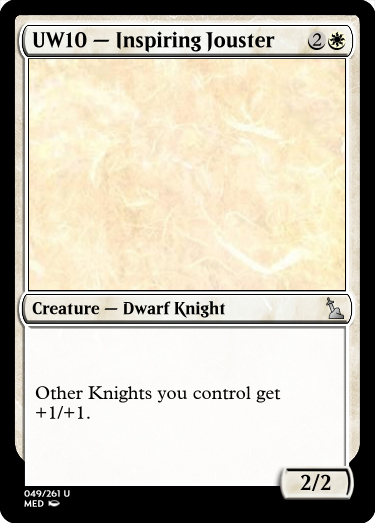 UW10 — Inspiring Jouster 2
Creature — Dwarf Knight
Other Knights you control get
+1/+1.
2/2
049/261 U
MED